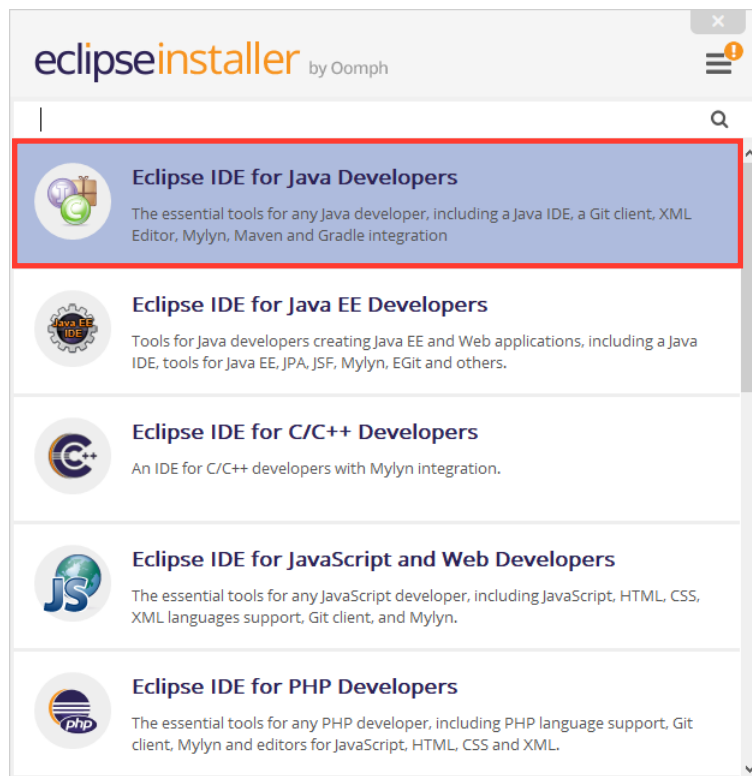 eclipseinstaller by Oomph
Eclipse IDE for Java Developers
The essential tools for any Java developer, including a Java IDE, a Git client, XML
Editor, Mylyn, Maven and Gradle integration
Java EE
IDE
Eclipse IDE for Java EE Developers
Tools for Java developers creating Java EE and Web applications, including a Java
IDE, tools for Java EE, JPA, JSF, Mylyn, EGit and others.
C++
Eclipse IDE for C/C++ Developers
An IDE for C/C++ developers with Mylyn integration.
JS
Eclipse IDE for JavaScript and Web Developers
The essential tools for any JavaScript developer, including JavaScript, HTML, CSS,
XML languages support, Git client, and Mylyn.
php
Eclipse IDE for PHP Developers
The essential tools for any PHP developer, including PHP language support, Git
client, Mylyn and editors for JavaScript, HTML, CSS and XML.